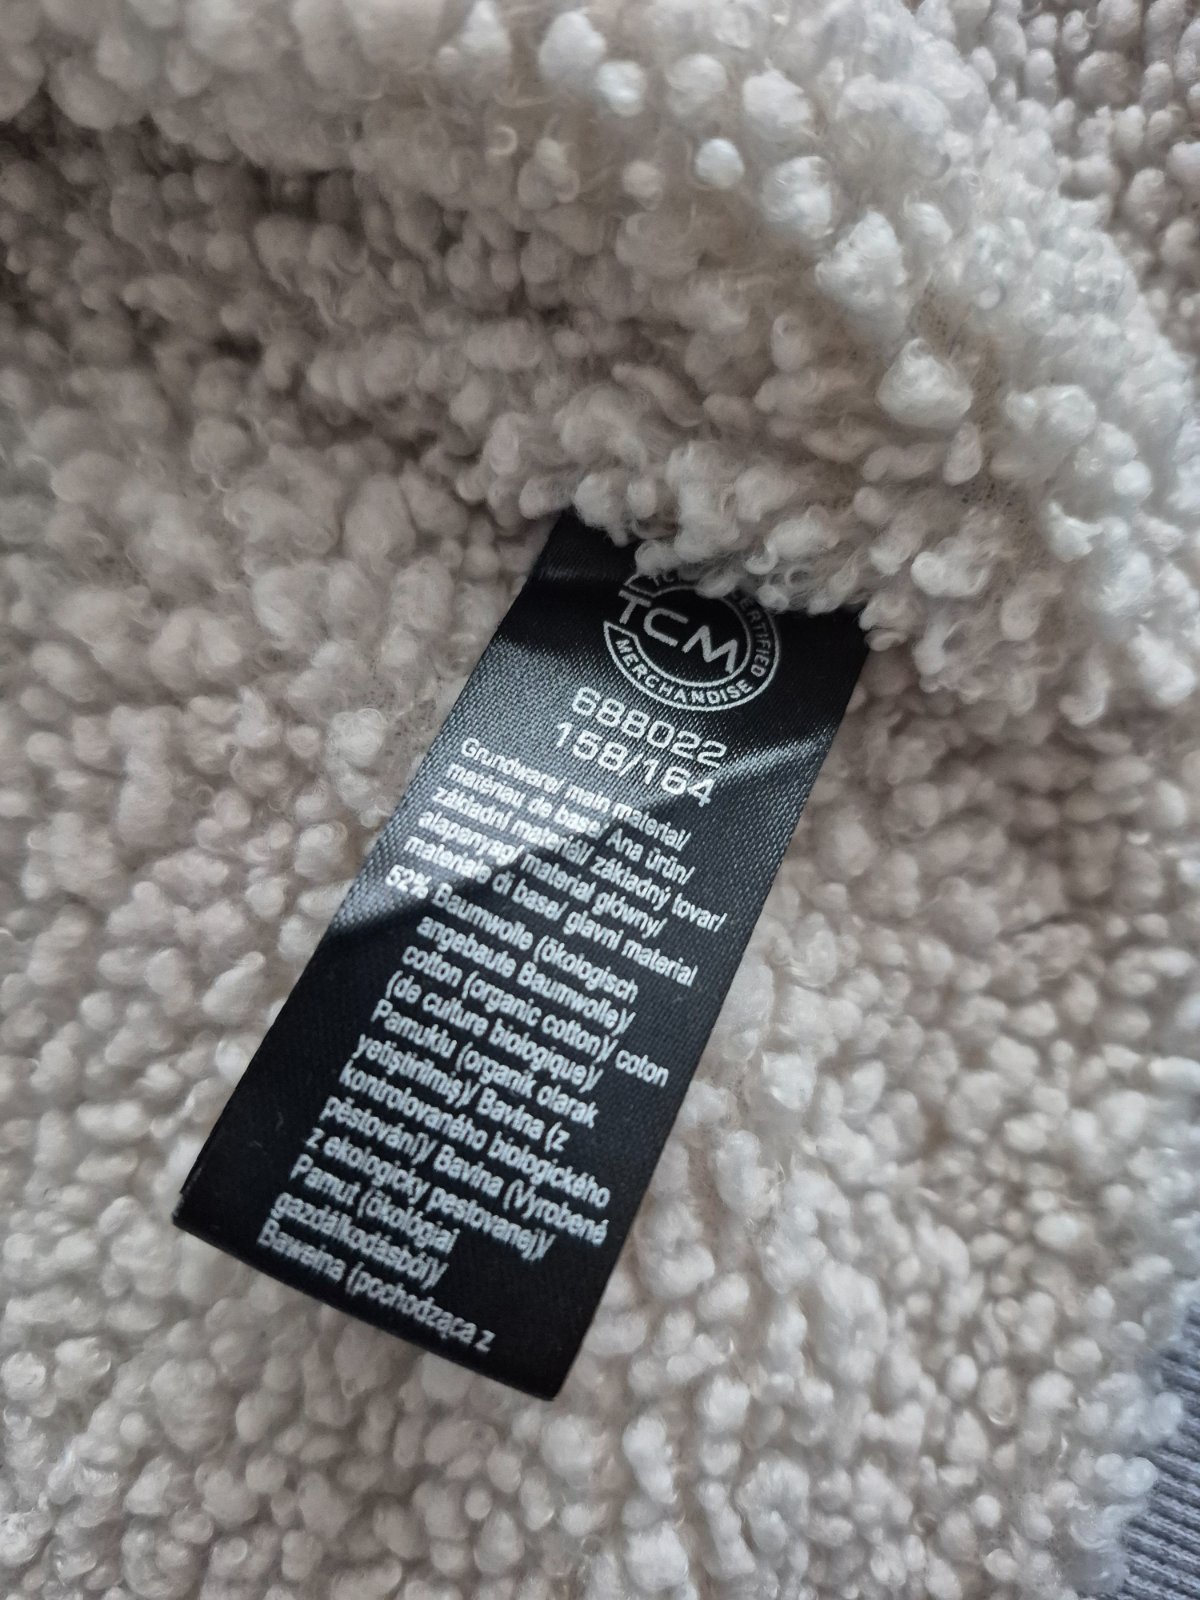 CERTIFIED
TCM
MERCHANDISE
688022
158/164
Grundware/ main material/
matériau de base/ Ana ürün/
základní materiál/ základný tovar/
alapanyag/ materiał główny/
materiale di base/ glavni material
52% Baumwolle (ökologisch
angebaute Baumwolle)/
cotton (organic cotton)/ coton
(de culture biologique)/
Pamuklu (organik olarak
yetiştirilmiş)/ Bavlna (z
kontrolovaného biologického
pěstování)/ Bavlna (Vyrobené
z ekologicky pestovanej)/
Pamut (ökológiai
gazdálkodásból)/
Bawełna (pochodząca z